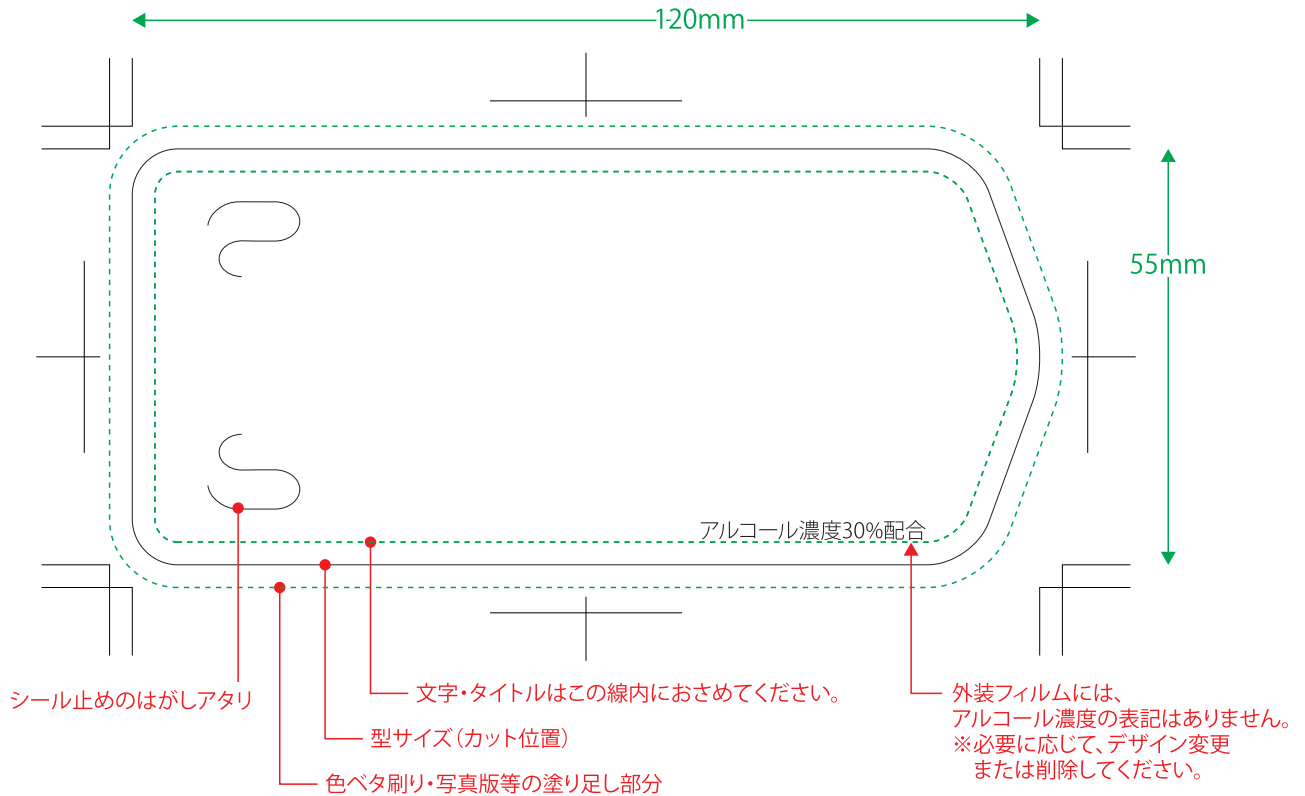 120mm
55mm
アルコール濃度30%配合
シール止めのはがしアタリ
文字・タイトルはこの線内におさめてください。
型サイズ（カット位置）
色ベタ刷り・写真版等の塗り足し部分
外装フィルムには、
アルコール濃度の表記はありません。
※必要に応じて、デザイン変更
または削除してください。